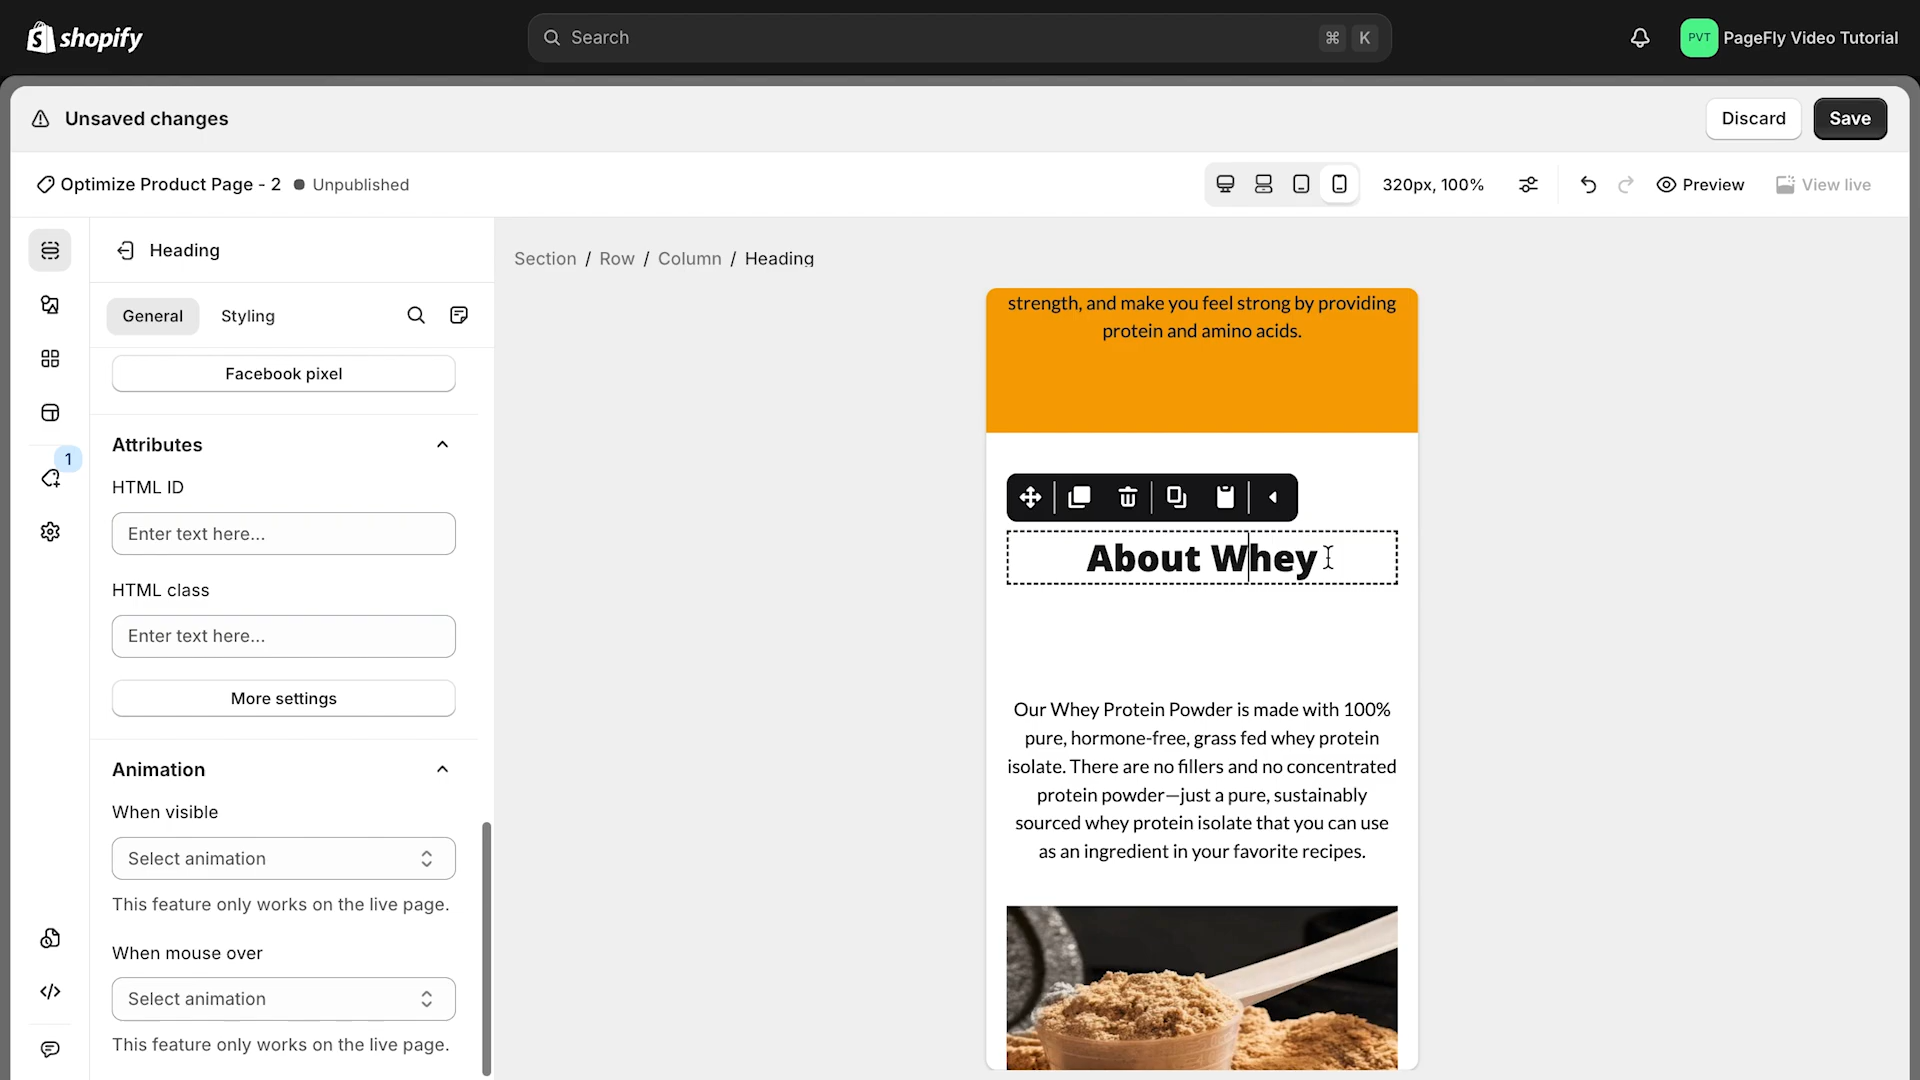 shopify
Search
⌘ K
PVT PageFly Video Tutorial
Unsaved changes
Discard
Save
Optimize Product Page - 2
Unpublished
320px, 100%
Preview
View live
Heading
General
Styling
Facebook pixel
Attributes
1
HTML ID
Enter text here...
HTML class
Enter text here...
More settings
Animation
When visible
Select animation
This feature only works on the live page.
When mouse over
Select animation
This feature only works on the live page.
Section / Row / Column / Heading
strength, and make you feel strong by providing
protein and amino acids.
About Whey
Our Whey Protein Powder is made with 100%
pure, hormone-free, grass fed whey protein
isolate. There are no fillers and no concentrated
protein powder—just a pure, sustainably
sourced whey protein isolate that you can use
as an ingredient in your favorite recipes.